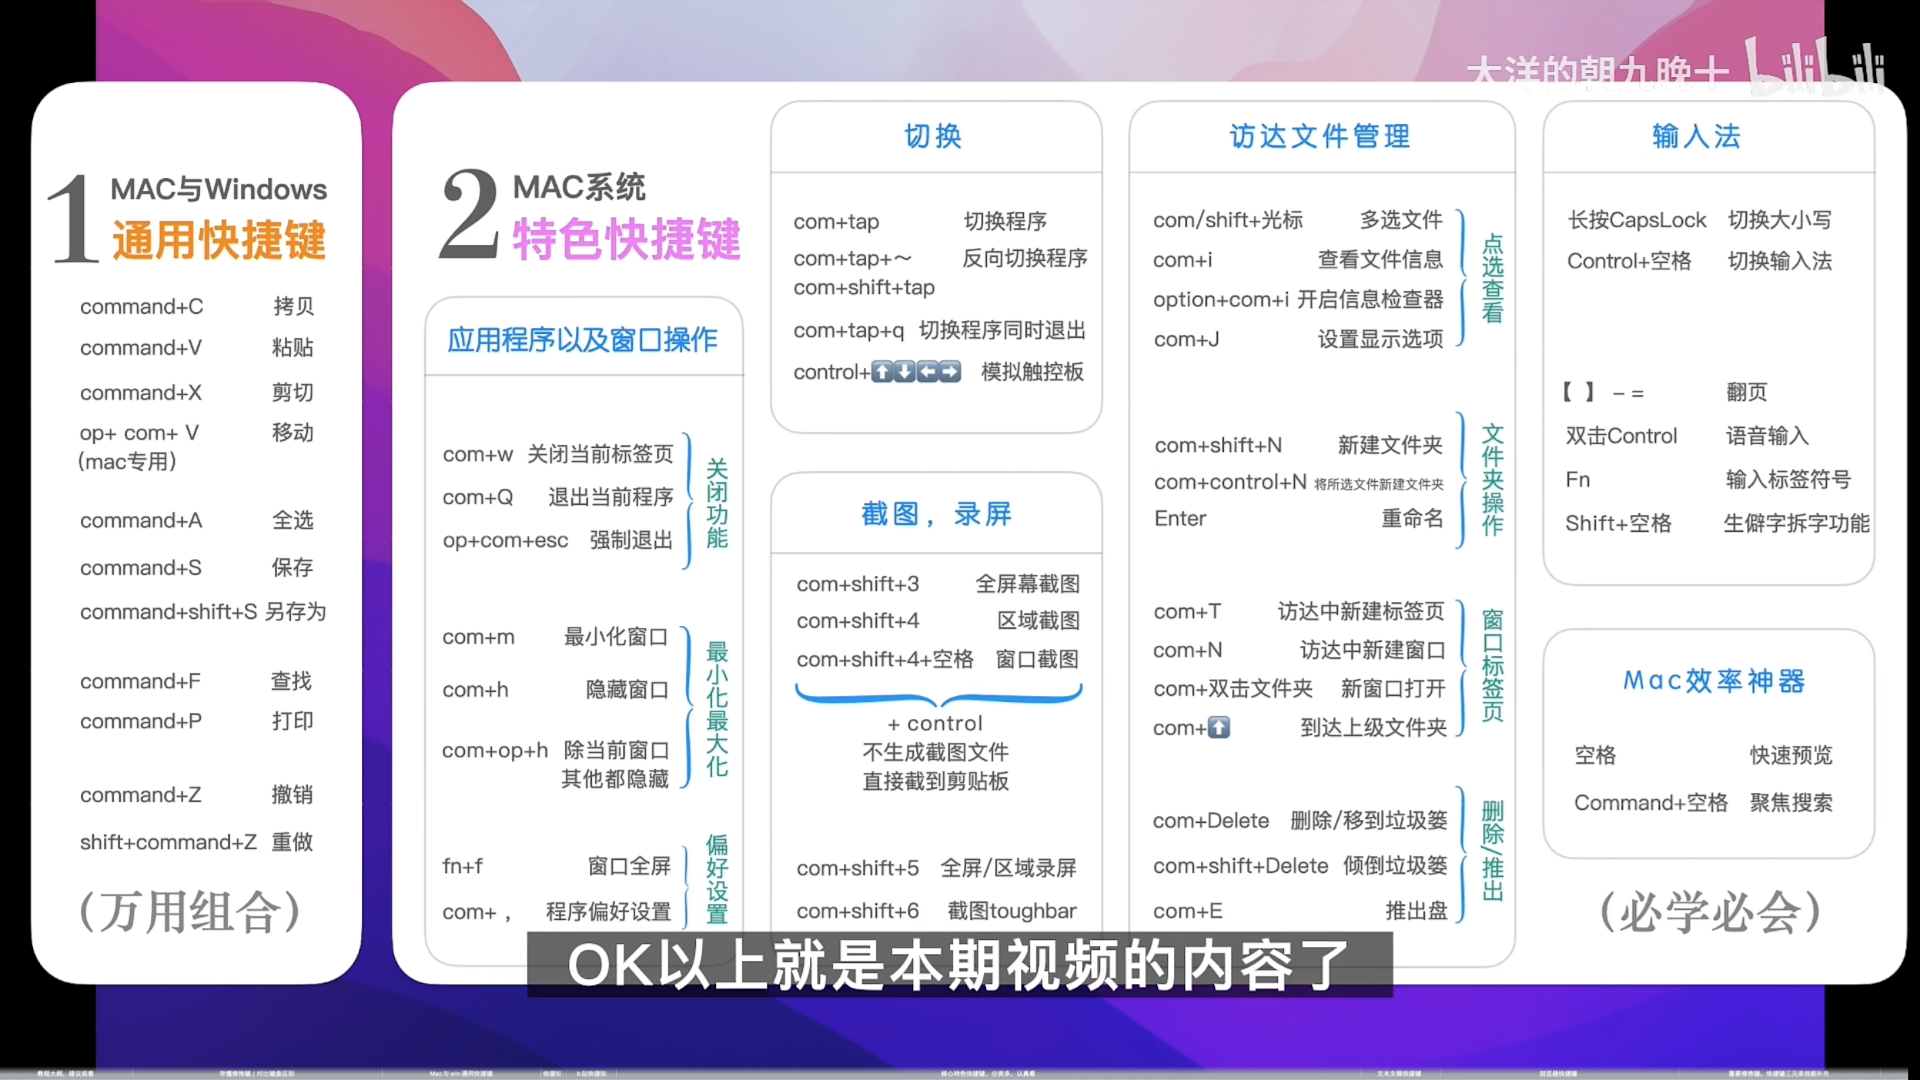 大洋的朝九晚十 bilibili
1 MAC与Windows
通用快捷键
command+C 拷贝
command+V 粘贴
command+X 剪切
op+ com+ V 移动
(mac专用)
command+A 全选
command+S 保存
command+shift+S 另存为
command+F 查找
command+P 打印
command+Z 撤销
shift+command+Z 重做
(万用组合)
2 MAC系统
特色快捷键
应用程序以及窗口操作
com+w 关闭当前标签页
com+Q 退出当前程序
op+com+esc 强制退出
关闭功能
com+m 最小化窗口
com+h 隐藏窗口
com+op+h 除当前窗口
其他都隐藏
最小化最大化
fn+f 窗口全屏
com+ , 程序偏好设置
偏好设置
切换
com+tap 切换程序
com+tap+～ 反向切换程序
com+shift+tap
com+tap+q 切换程序同时退出
control+⬆⬇⬅➡ 模拟触控板
截图，录屏
com+shift+3 全屏幕截图
com+shift+4 区域截图
com+shift+4+空格 窗口截图
+ control
不生成截图文件
直接截到剪贴板
com+shift+5 全屏/区域录屏
com+shift+6 截图toughbar
访达文件管理
com/shift+光标 多选文件
com+i 查看文件信息
option+com+i 开启信息检查器
com+J 设置显示选项
点选查看
com+shift+N 新建文件夹
com+control+N 将所选文件新建文件夹
Enter 重命名
文件夹操作
com+T 访达中新建标签页
com+N 访达中新建窗口
com+双击文件夹 新窗口打开
com+⬆ 到达上级文件夹
窗口标签页
com+Delete 删除/移到垃圾篓
com+shift+Delete 倾倒垃圾篓
com+E 推出盘
删除/推出
输入法
长按CapsLock 切换大小写
Control+空格 切换输入法
【 】 – = 翻页
双击Control 语音输入
Fn 输入标签符号
Shift+空格 生僻字拆字功能
Mac效率神器
空格 快速预览
Command+空格 聚焦搜索
(必学必会)
OK以上就是本期视频的内容了